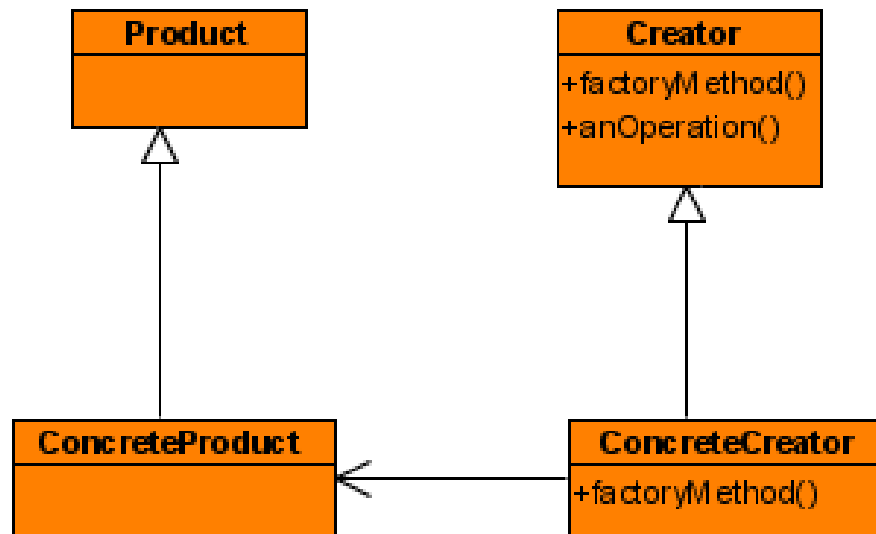 Product
Creator
+factoryMethod()
+anOperation()
ConcreteProduct
ConcreteCreator
+factoryMethod()